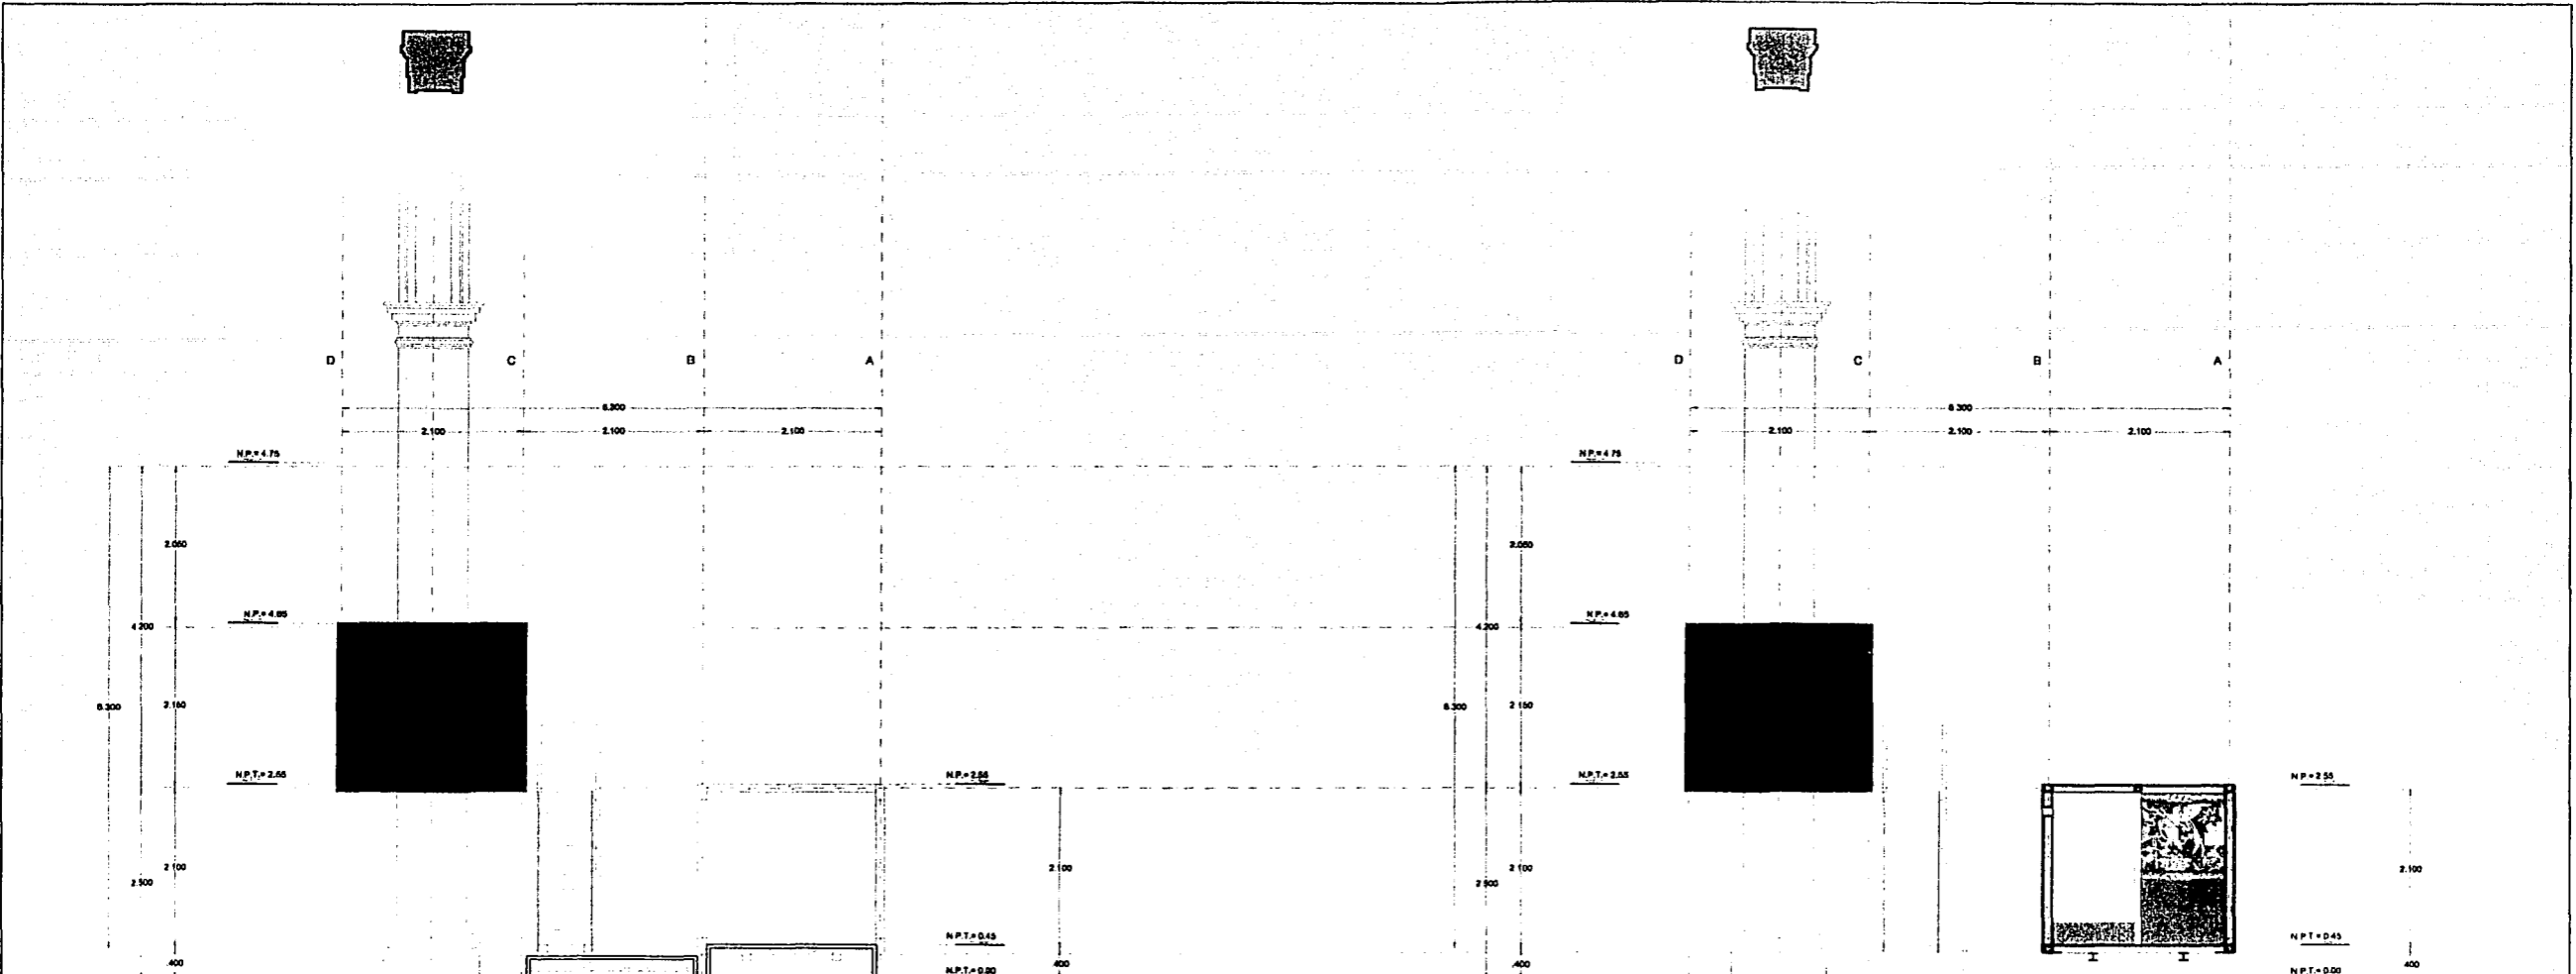 D C B A
D C B A
6.300
6.300
2.100 2.100 2.100
2.100 2.100 2.100
N.P.= 4.75
N.P.= 4.75
2.050
2.050
N.P.= 4.65
N.P.= 4.65
4.200
4.200
6.300 2.150
6.300 2.150
N.P.T.= 2.55
N.P.= 2.55
N.P.T.= 2.55
N.P.= 2.55
2.500 2.100
2.100
2.500 2.100
2.100
N.P.T.= 0.45
N.P.T.= 0.45
.400
.400
.400
.400
N.P.T.= 0.00
N.P.T.= 0.00